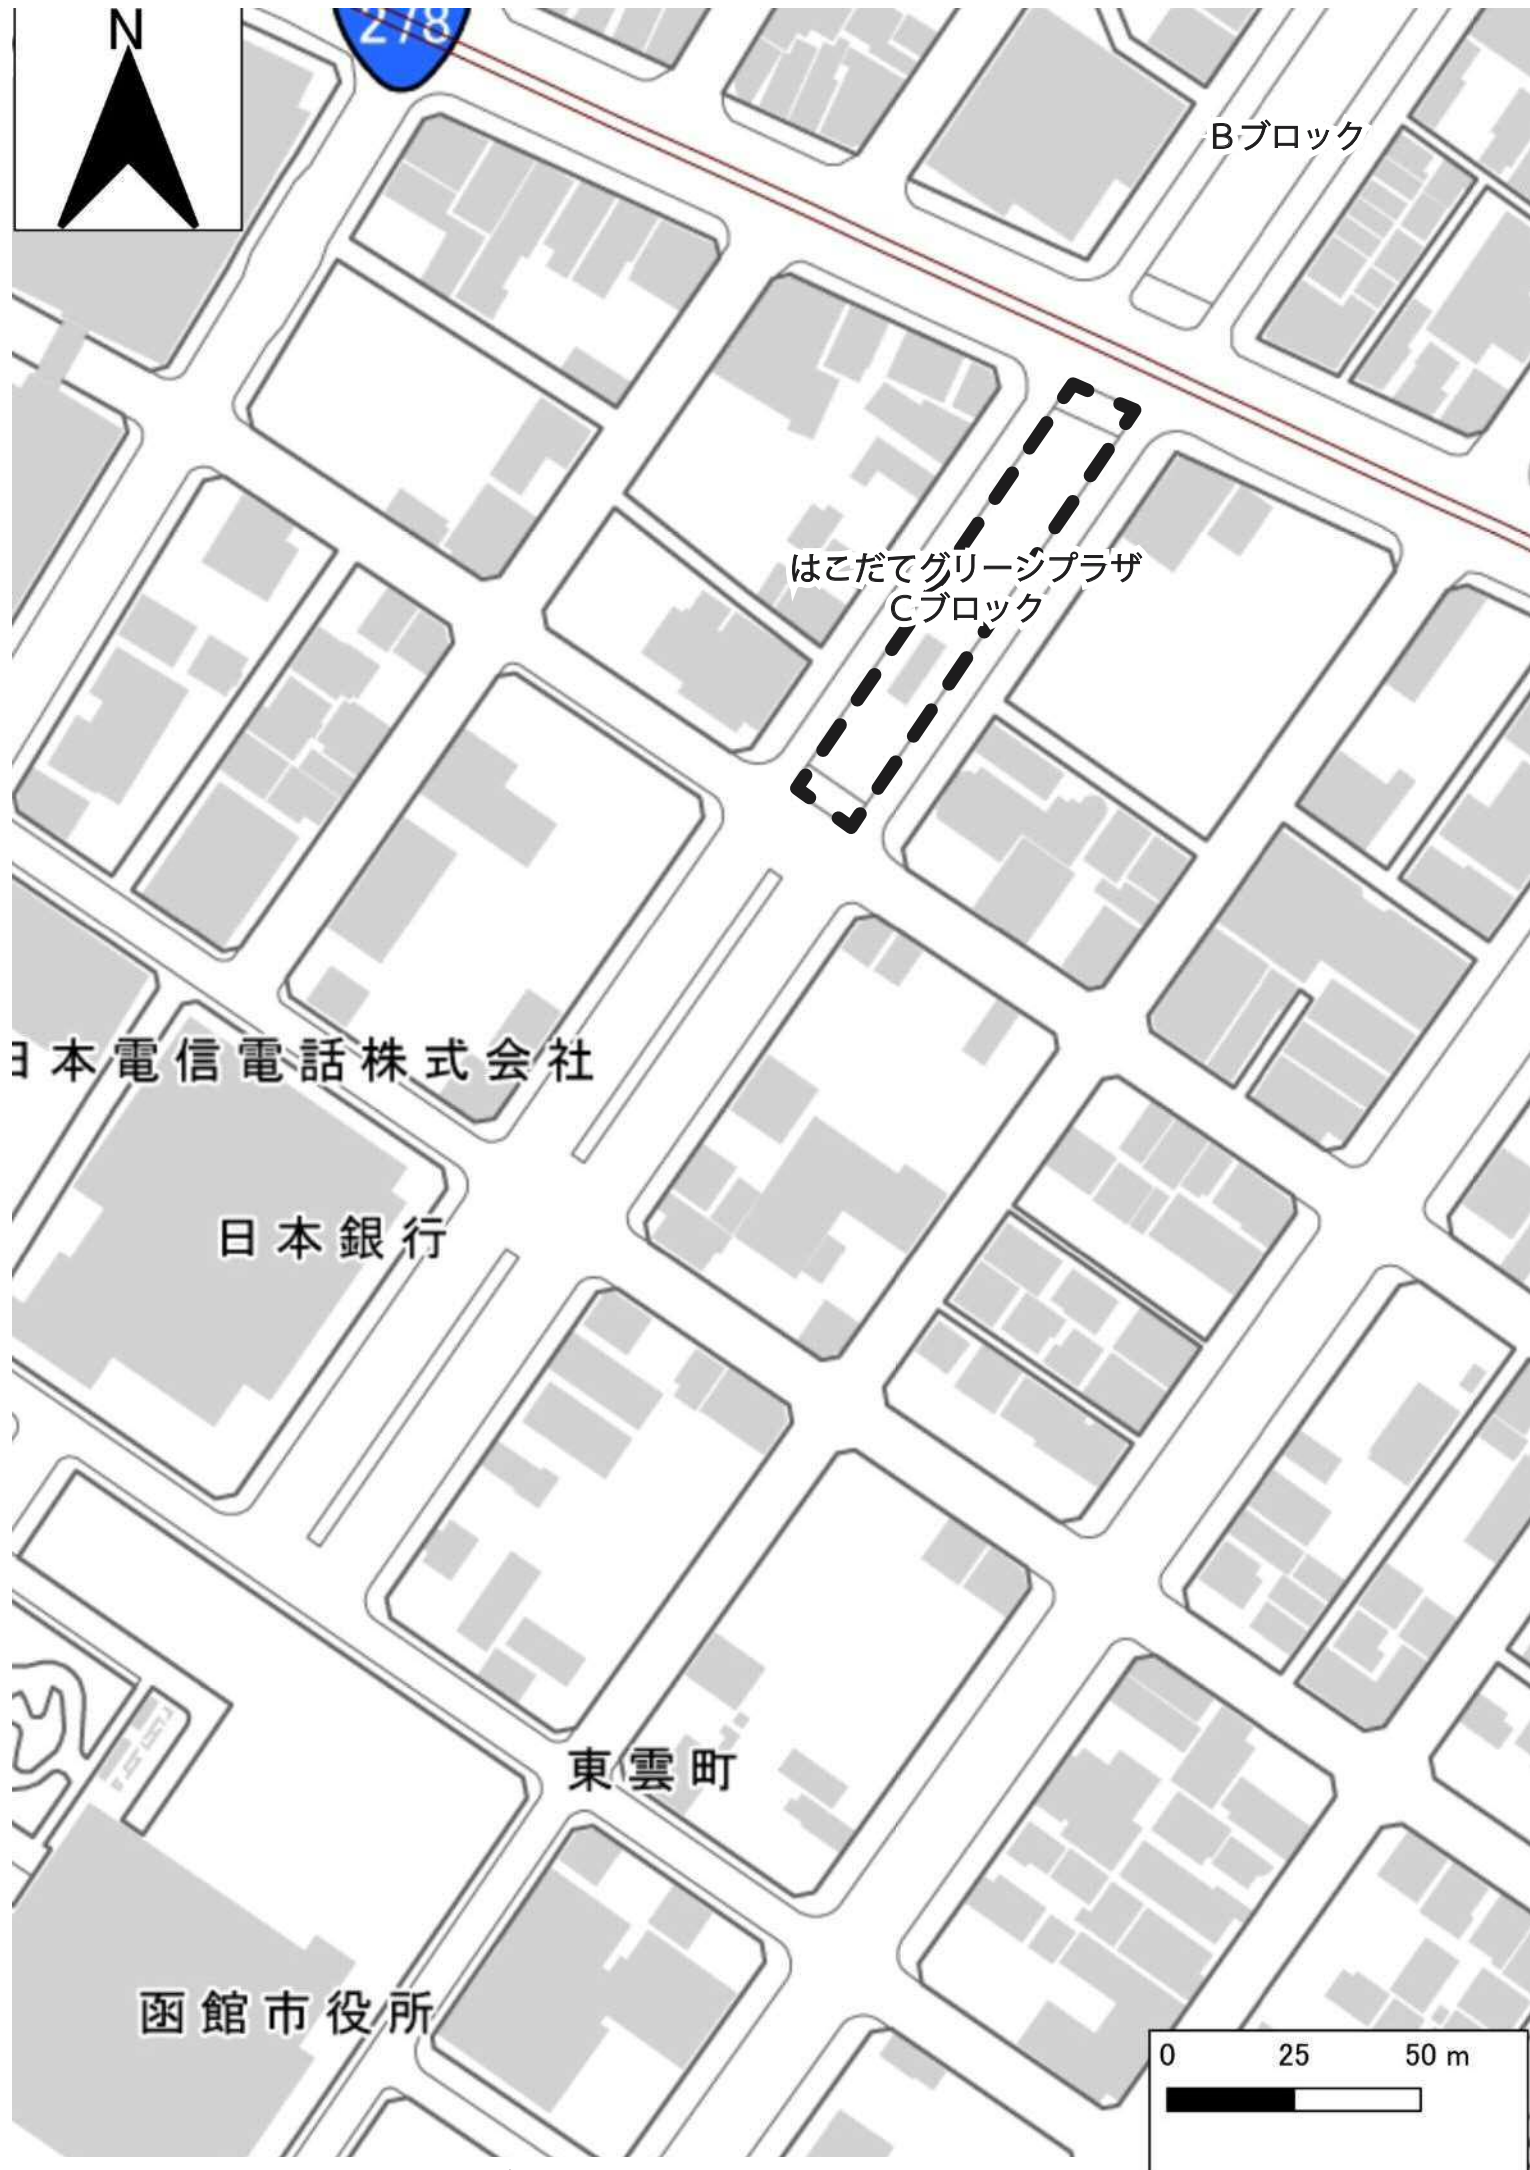 N
278
Bブロック
はこだてグリーンプラザ
Cブロック
日本電信電話株式会社
日本銀行
東雲町
函館市役所
0 25 50 m